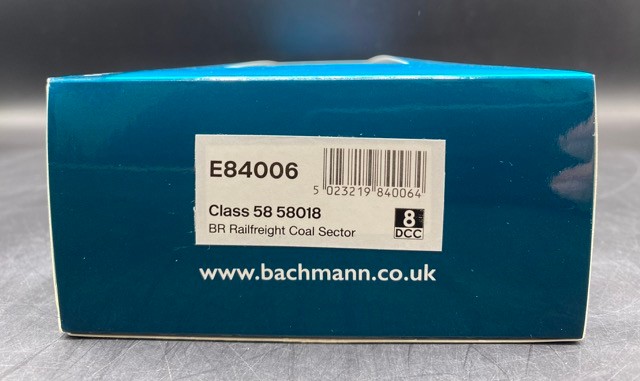 E84006
5 023219 840064
Class 58 58018
BR Railfreight Coal Sector
8
DCC
www.bachmann.co.uk